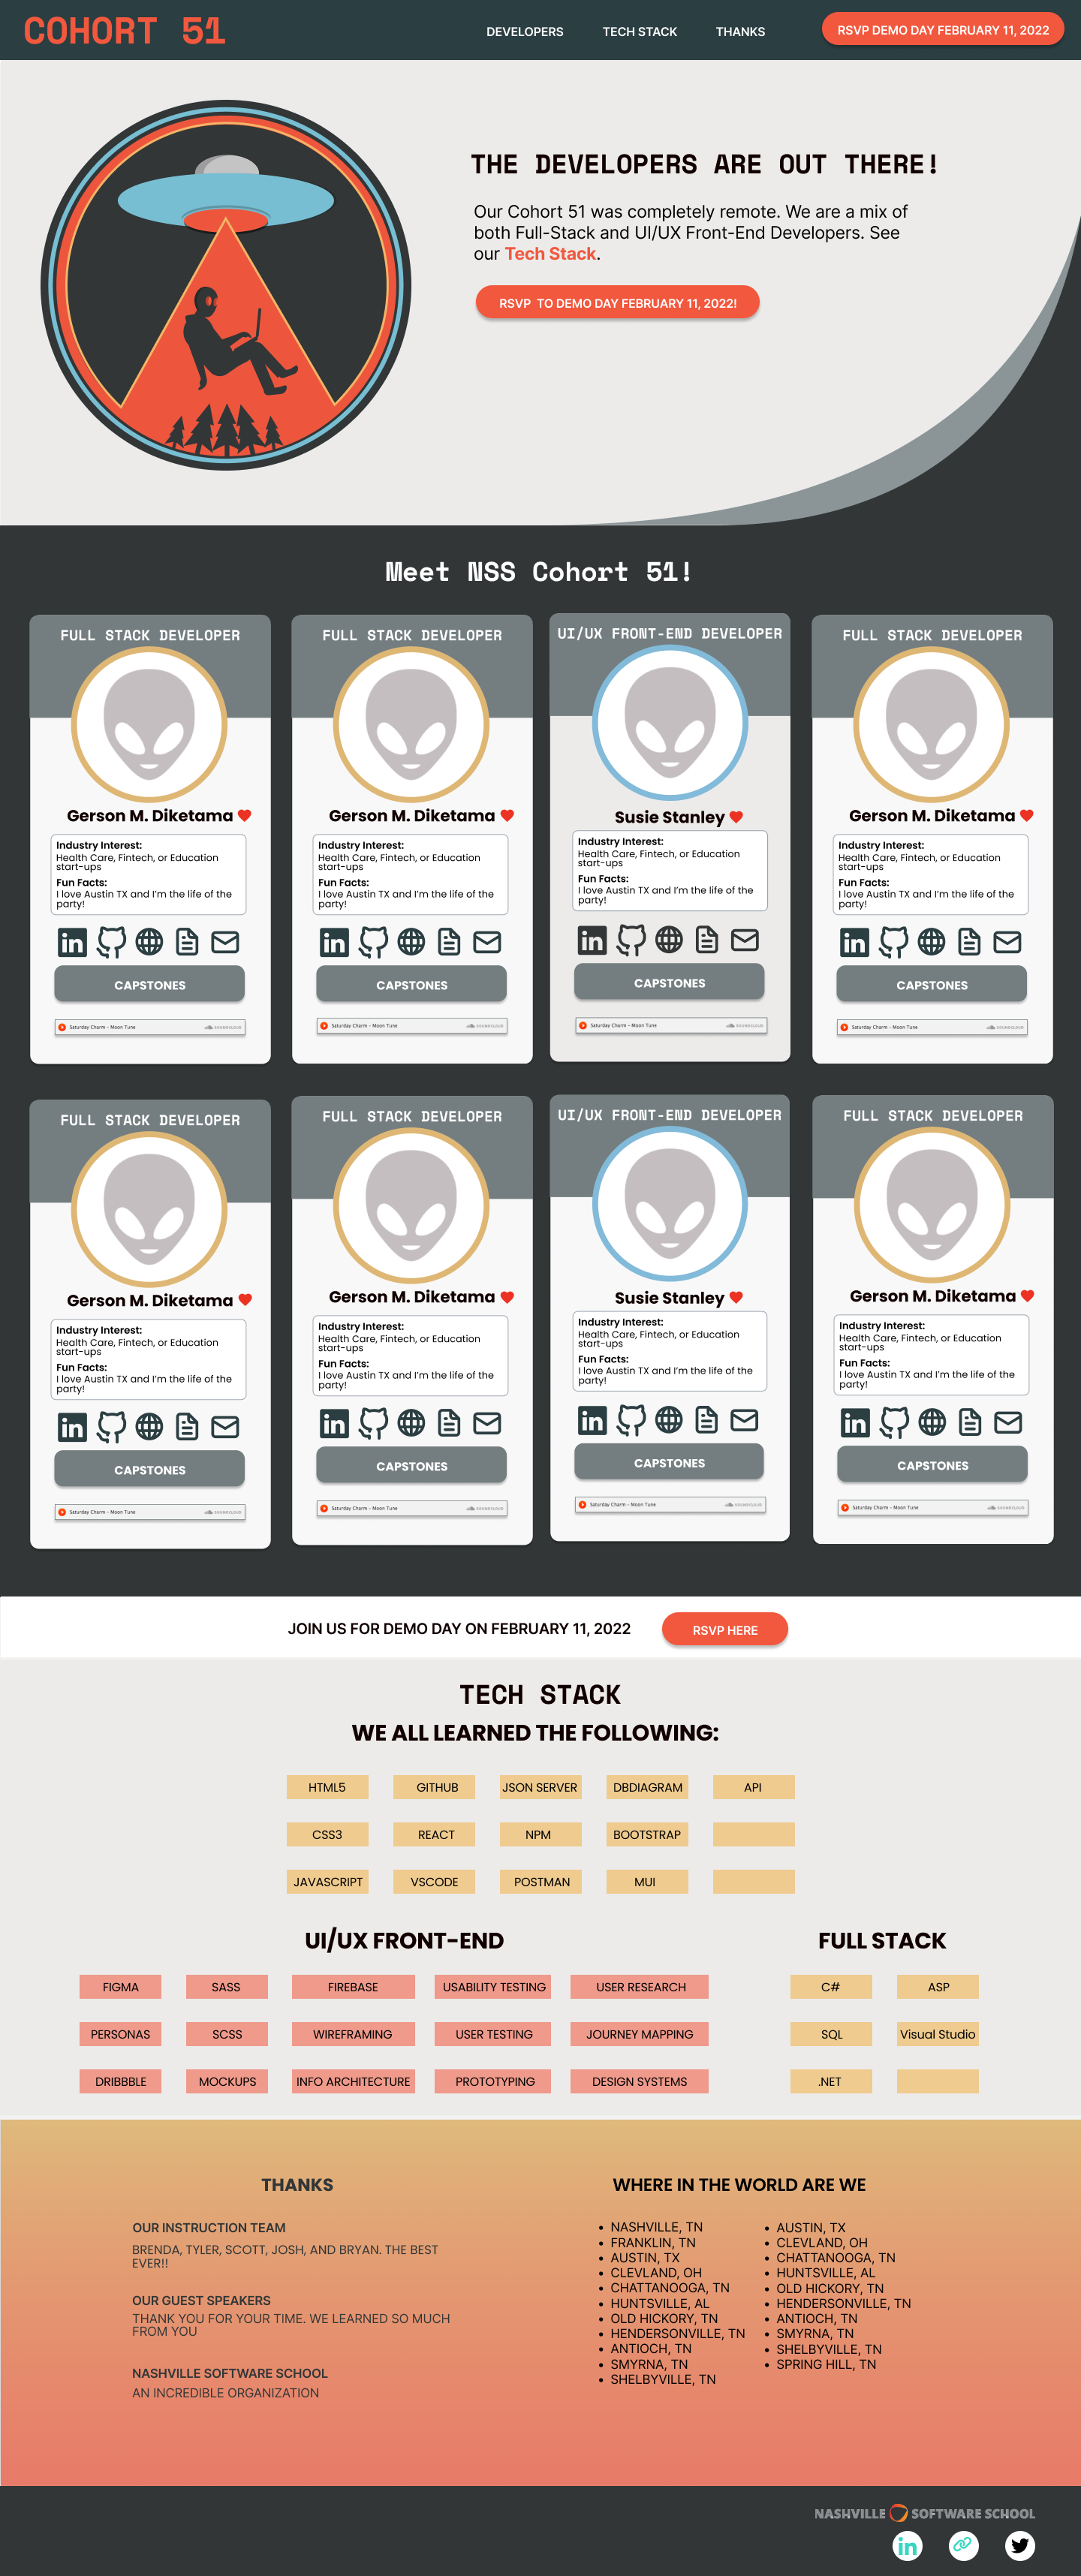 COHORT 51
DEVELOPERS
TECH STACK
THANKS
RSVP DEMO DAY FEBRUARY 11, 2022
THE DEVELOPERS ARE OUT THERE!
Our Cohort 51 was completely remote. We are a mix of
both Full-Stack and UI/UX Front-End Developers. See
our Tech Stack.
RSVP TO DEMO DAY FEBRUARY 11, 2022!
Meet NSS Cohort 51!
FULL STACK DEVELOPER
Gerson M. Diketama
Industry Interest:
Health Care, Fintech, or Education
start-ups
Fun Facts:
I love Austin TX and I'm the life of the
party!
in
CAPSTONES
Saturday Charm - Moon Tune
SOUNDCLOUD
FULL STACK DEVELOPER
Gerson M. Diketama
Industry Interest:
Health Care, Fintech, or Education
start-ups
Fun Facts:
I love Austin TX and I'm the life of the
party!
in
CAPSTONES
Saturday Charm - Moon Tune
SOUNDCLOUD
UI/UX FRONT-END DEVELOPER
Susie Stanley
Industry Interest:
Health Care, Fintech, or Education
start-ups
Fun Facts:
I love Austin TX and I'm the life of the
party!
in
CAPSTONES
Saturday Charm - Moon Tune
SOUNDCLOUD
FULL STACK DEVELOPER
Gerson M. Diketama
Industry Interest:
Health Care, Fintech, or Education
start-ups
Fun Facts:
I love Austin TX and I'm the life of the
party!
in
CAPSTONES
Saturday Charm - Moon Tune
SOUNDCLOUD
FULL STACK DEVELOPER
Gerson M. Diketama
Industry Interest:
Health Care, Fintech, or Education
start-ups
Fun Facts:
I love Austin TX and I'm the life of the
party!
in
CAPSTONES
Saturday Charm - Moon Tune
SOUNDCLOUD
FULL STACK DEVELOPER
Gerson M. Diketama
Industry Interest:
Health Care, Fintech, or Education
start-ups
Fun Facts:
I love Austin TX and I'm the life of the
party!
in
CAPSTONES
Saturday Charm - Moon Tune
SOUNDCLOUD
UI/UX FRONT-END DEVELOPER
Susie Stanley
Industry Interest:
Health Care, Fintech, or Education
start-ups
Fun Facts:
I love Austin TX and I'm the life of the
party!
in
CAPSTONES
Saturday Charm - Moon Tune
SOUNDCLOUD
FULL STACK DEVELOPER
Gerson M. Diketama
Industry Interest:
Health Care, Fintech, or Education
start-ups
Fun Facts:
I love Austin TX and I'm the life of the
party!
in
CAPSTONES
Saturday Charm - Moon Tune
SOUNDCLOUD
JOIN US FOR DEMO DAY ON FEBRUARY 11, 2022
RSVP HERE
TECH STACK
WE ALL LEARNED THE FOLLOWING:
HTML5
GITHUB
JSON SERVER
DBDIAGRAM
API
CSS3
REACT
NPM
BOOTSTRAP
JAVASCRIPT
VSCODE
POSTMAN
MUI
UI/UX FRONT-END
FIGMA
SASS
FIREBASE
USABILITY TESTING
USER RESEARCH
PERSONAS
SCSS
WIREFRAMING
USER TESTING
JOURNEY MAPPING
DRIBBBLE
MOCKUPS
INFO ARCHITECTURE
PROTOTYPING
DESIGN SYSTEMS
FULL STACK
C#
ASP
SQL
Visual Studio
.NET
THANKS
OUR INSTRUCTION TEAM
BRENDA, TYLER, SCOTT, JOSH, AND BRYAN. THE BEST
EVER!!
OUR GUEST SPEAKERS
THANK YOU FOR YOUR TIME. WE LEARNED SO MUCH
FROM YOU
NASHVILLE SOFTWARE SCHOOL
AN INCREDIBLE ORGANIZATION
WHERE IN THE WORLD ARE WE
• NASHVILLE, TN
• FRANKLIN, TN
• AUSTIN, TX
• CLEVLAND, OH
• CHATTANOOGA, TN
• HUNTSVILLE, AL
• OLD HICKORY, TN
• HENDERSONVILLE, TN
• ANTIOCH, TN
• SMYRNA, TN
• SHELBYVILLE, TN
• AUSTIN, TX
• CLEVLAND, OH
• CHATTANOOGA, TN
• HUNTSVILLE, AL
• OLD HICKORY, TN
• HENDERSONVILLE, TN
• ANTIOCH, TN
• SMYRNA, TN
• SHELBYVILLE, TN
• SPRING HILL, TN
NASHVILLE SOFTWARE SCHOOL
in